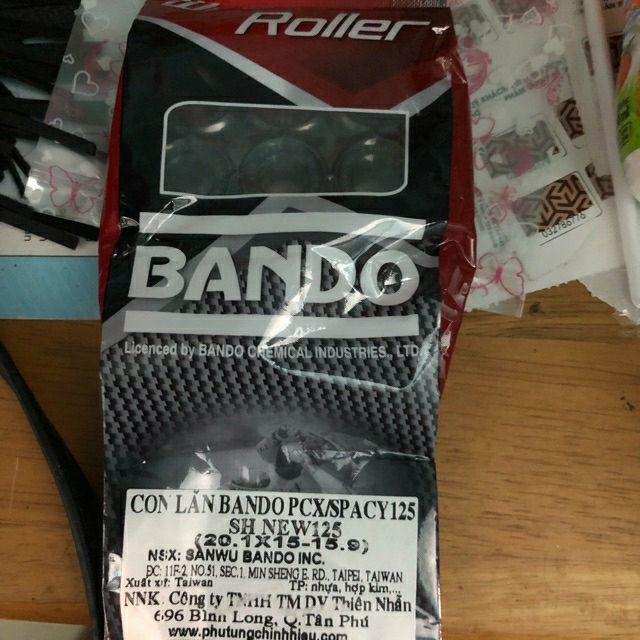 Roller
BANDO
Licenced by BANDO CHEMICAL INDUSTRIES., LTD
CON LĂN BANDO PCX/SPACY125
SH NEW125
(20.1X15-15.9)
NSX: SANWU BANDO INC.
ĐC: 11F-2, NO.51, SEC.1, MIN SHENG E. RD., TAIPEI, TAIWAN
Xuất xứ: Taiwan TP: nhựa, hợp kim,...
NNK: Công ty TNHH TM DV Thiên Nhân
696 Bình Long, Q.Tân Phú
www.phutungchinhhieu.com